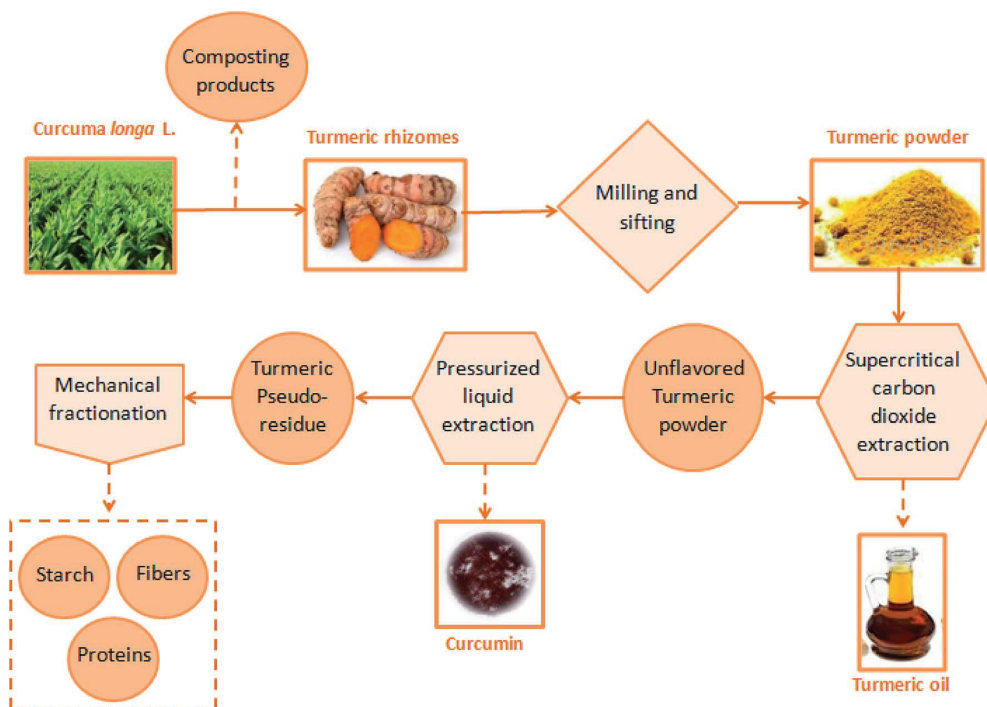 Composting
products
Curcuma longa L.
Turmeric rhizomes
Milling and
sifting
Turmeric powder
Mechanical
fractionation
Turmeric
Pseudo-
residue
Pressurized
liquid
extraction
Unflavored
Turmeric
powder
Supercritical
carbon
dioxide
extraction
Starch
Fibers
Proteins
Curcumin
Turmeric oil